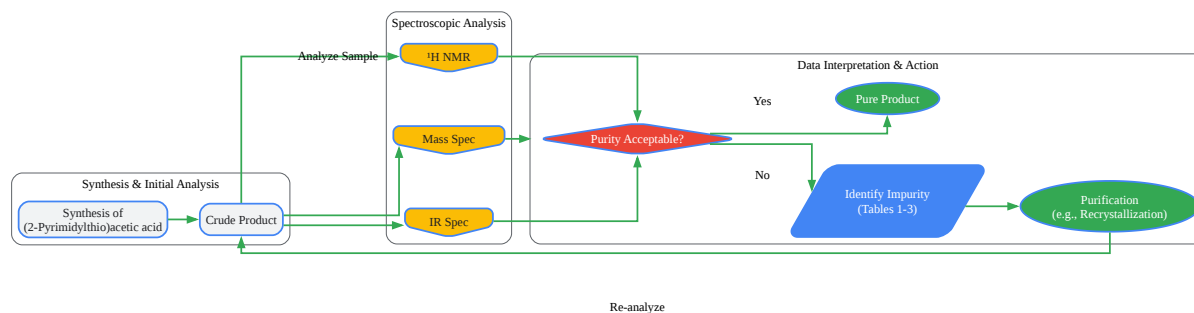 Synthesis & Initial Analysis
Synthesis of
(2-Pyrimidylthio)acetic acid
Crude Product
Analyze Sample
Spectroscopic Analysis
¹H NMR
Mass Spec
IR Spec
Data Interpretation & Action
Purity Acceptable?
Yes
Pure Product
No
Identify Impurity
(Tables 1-3)
Purification
(e.g., Recrystallization)
Re-analyze